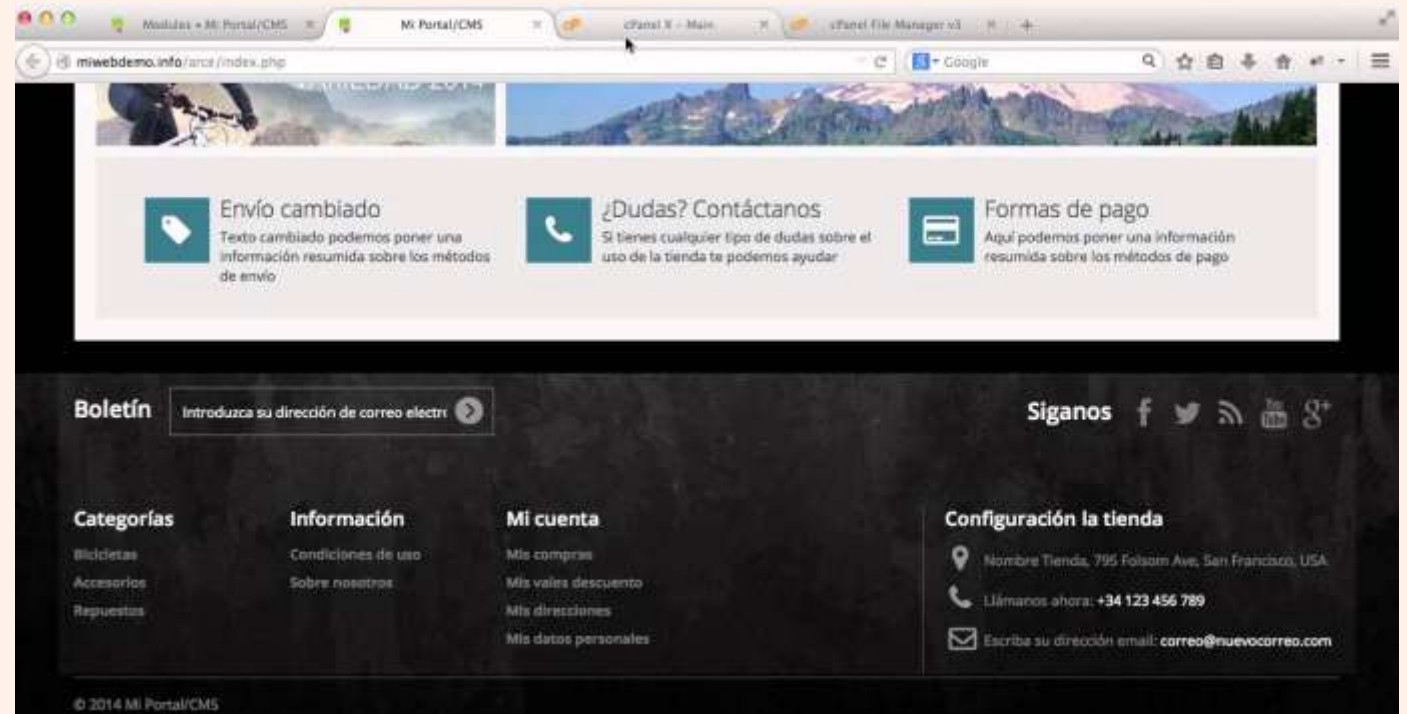 Modulos • Mi Portal/CMS
Mi Portal/CMS
cPanel X - Main
cPanel File Manager v3
miwebdemo.info/arce/index.php
Google
VARIEDAD 2014
Envío cambiado
Texto cambiado podemos poner una
información resumida sobre los métodos
de envío
¿Dudas? Contáctanos
Si tienes cualquier tipo de dudas sobre el
uso de la tienda te podemos ayudar
Formas de pago
Aquí podemos poner una información
resumida sobre los métodos de pago
Boletín
Introduzca su dirección de correo electr
Siganos
You
Tube
Categorías
Bicicletas
Accesorios
Repuestos
Información
Condiciones de uso
Sobre nosotros
Mi cuenta
Mis compras
Mis vales descuento
Mis direcciones
Mis datos personales
Configuración la tienda
Nombre Tienda, 795 Folsom Ave, San Francisco, USA
Llámanos ahora: +34 123 456 789
Escriba su dirección email: correo@nuevocorreo.com
© 2014 Mi Portal/CMS